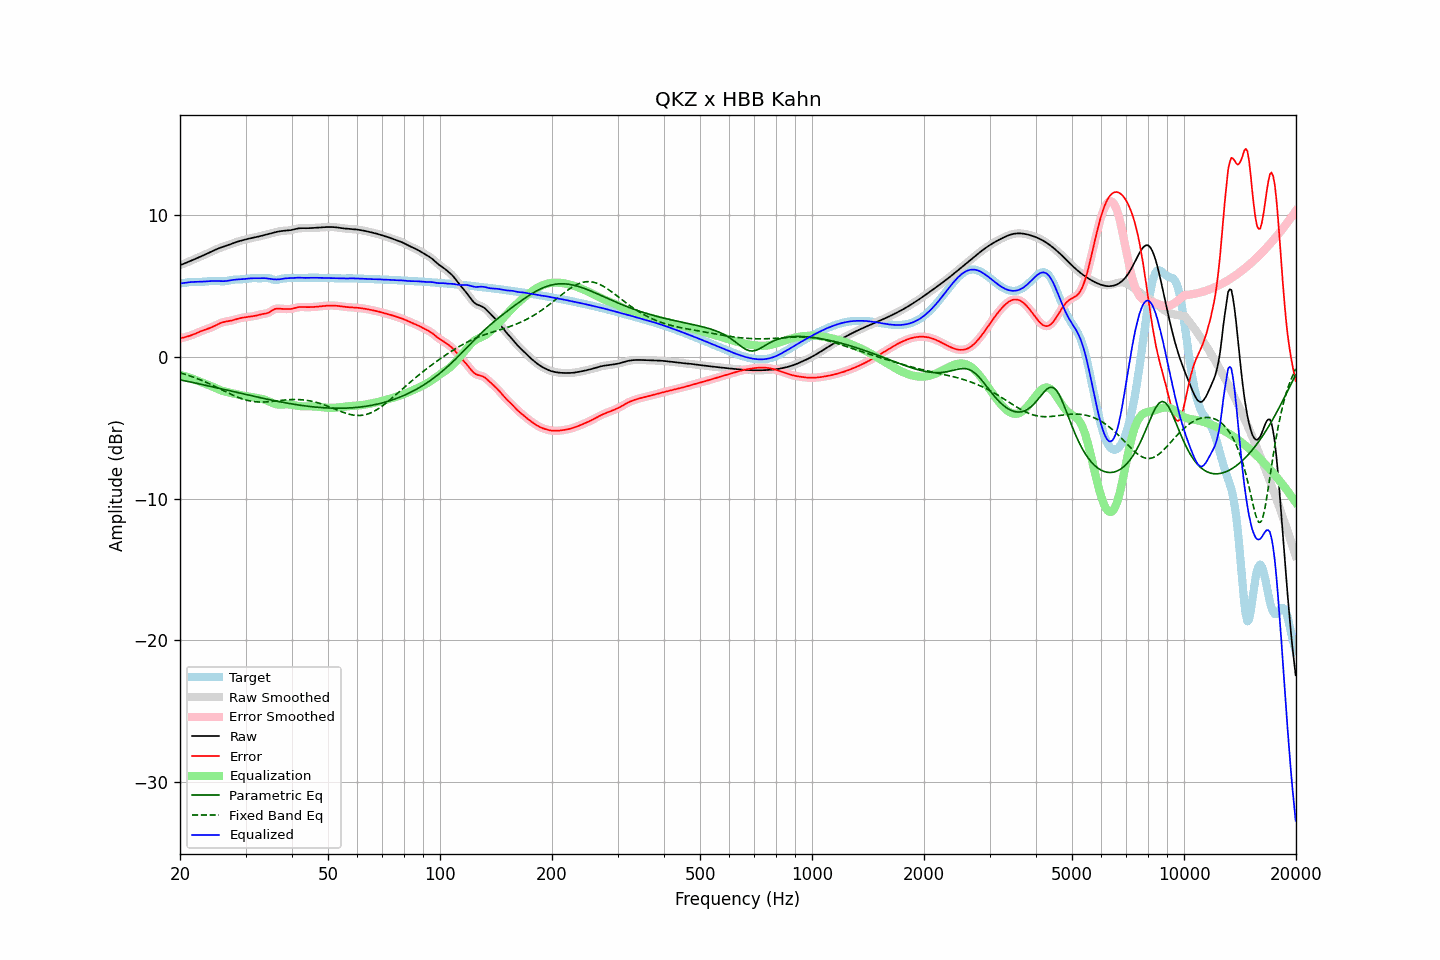 QKZ x HBB Kahn
Amplitude (dBr)
10
0
−10
−20
−30
Target
Raw Smoothed
Error Smoothed
Raw
Error
Equalization
Parametric Eq
Fixed Band Eq
Equalized
20 50 100 200 500 1000 2000 5000 10000 20000
Frequency (Hz)